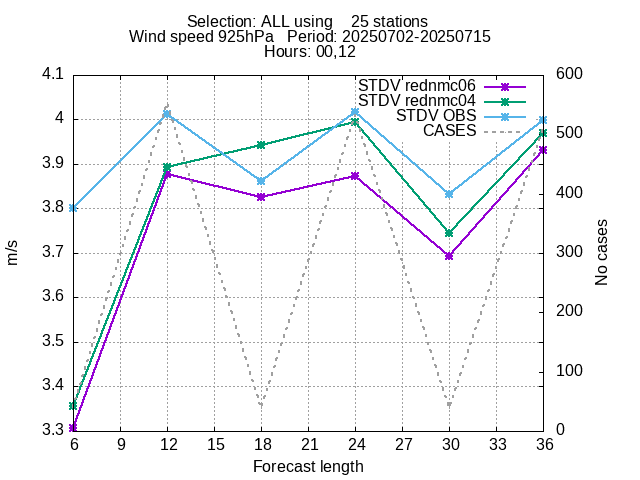 Selection: ALL using    25 stations
Wind speed 925hPa   Period: 20250702-20250715
Hours: 00,12
STDV rednmc06
STDV rednmc04
STDV OBS
CASES
4.1
4
3.9
3.8
3.7
3.6
3.5
3.4
3.3
m/s
600
500
400
300
200
100
0
No cases
6 9 12 15 18 21 24 27 30 33 36
Forecast length